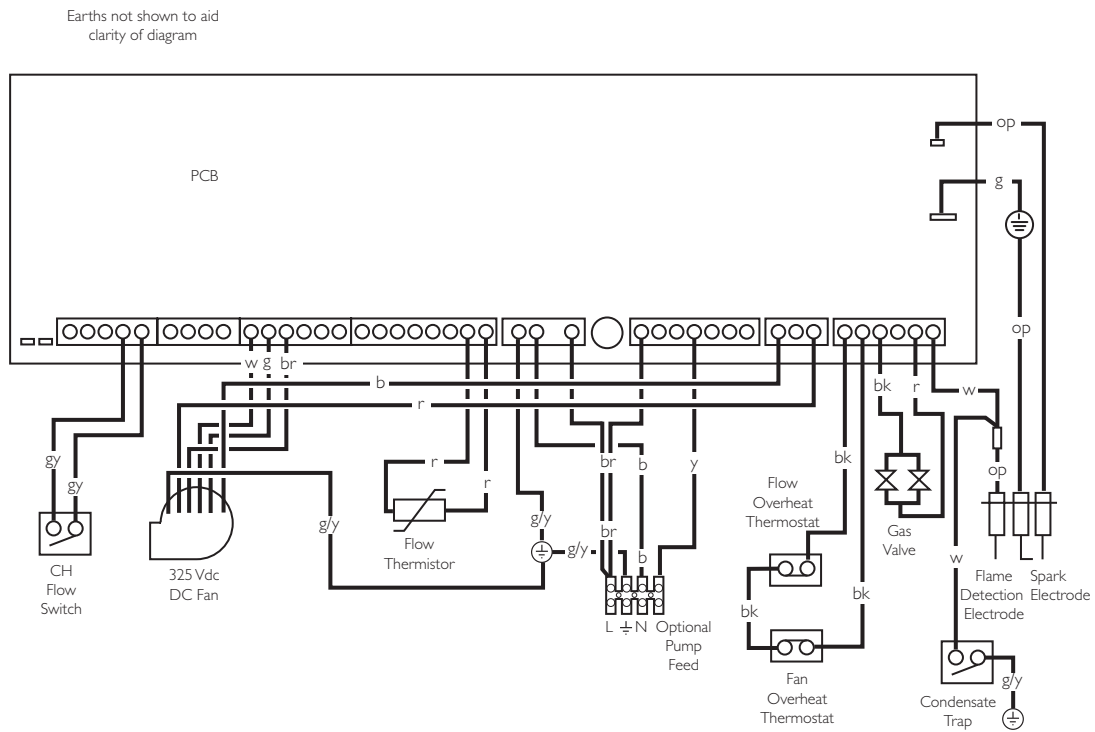 Earths not shown to aid
clarity of diagram
op
PCB
g
op
w g br
b
bk
r
w
r
gy
gy
r
r
br
b
y
bk
op
g/y
g/y
g/y
br
b
w
bk
bk
g/y
Flow
Overheat
Thermostat
Gas
Valve
Flow
Thermistor
CH
Flow
Switch
325 Vdc
DC Fan
Flame
Detection
Electrode
Spark
Electrode
L
N
Optional
Pump
Feed
Fan
Overheat
Thermostat
Condensate
Trap